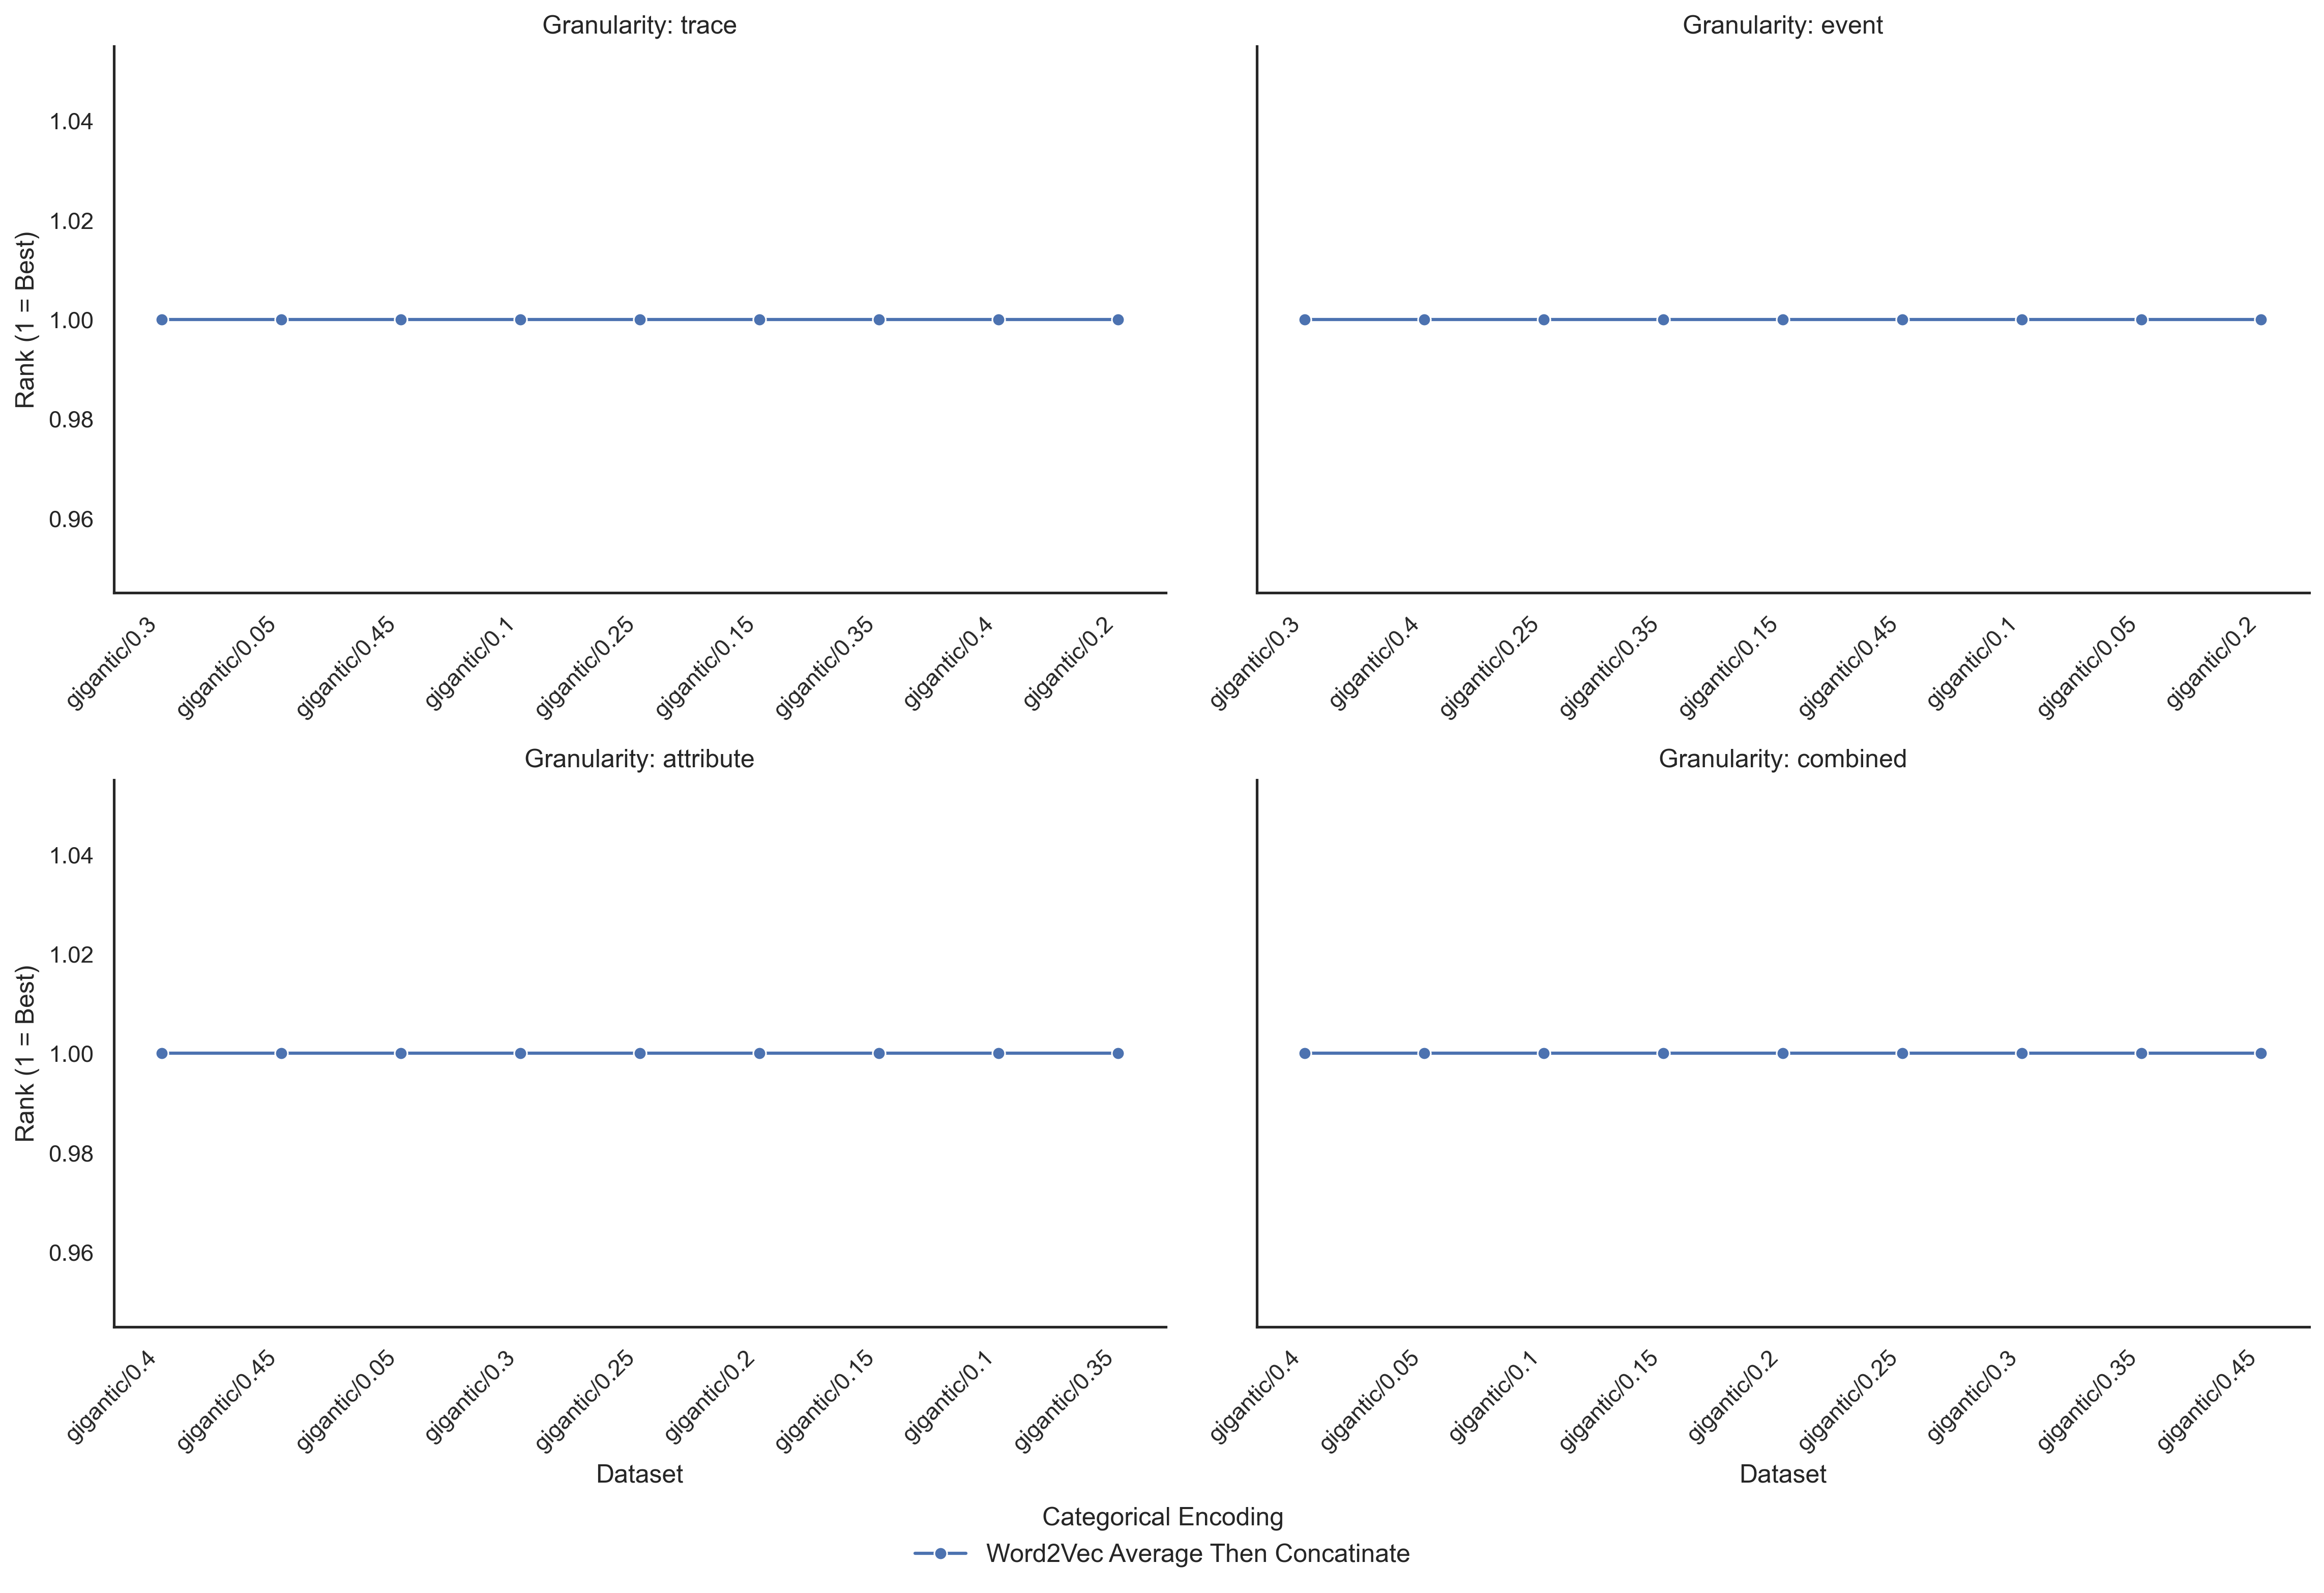 Granularity: trace
Rank (1 = Best)
1.04
1.02
1.00
0.98
0.96
gigantic/0.3
gigantic/0.05
gigantic/0.45
gigantic/0.1
gigantic/0.25
gigantic/0.15
gigantic/0.35
gigantic/0.4
gigantic/0.2
Granularity: event
gigantic/0.3
gigantic/0.4
gigantic/0.25
gigantic/0.35
gigantic/0.15
gigantic/0.45
gigantic/0.1
gigantic/0.05
gigantic/0.2
Granularity: attribute
Rank (1 = Best)
1.04
1.02
1.00
0.98
0.96
gigantic/0.4
gigantic/0.45
gigantic/0.05
gigantic/0.3
gigantic/0.25
gigantic/0.2
gigantic/0.15
gigantic/0.1
gigantic/0.35
Dataset
Granularity: combined
gigantic/0.4
gigantic/0.05
gigantic/0.1
gigantic/0.15
gigantic/0.2
gigantic/0.25
gigantic/0.3
gigantic/0.35
gigantic/0.45
Dataset
Categorical Encoding
Word2Vec Average Then Concatinate